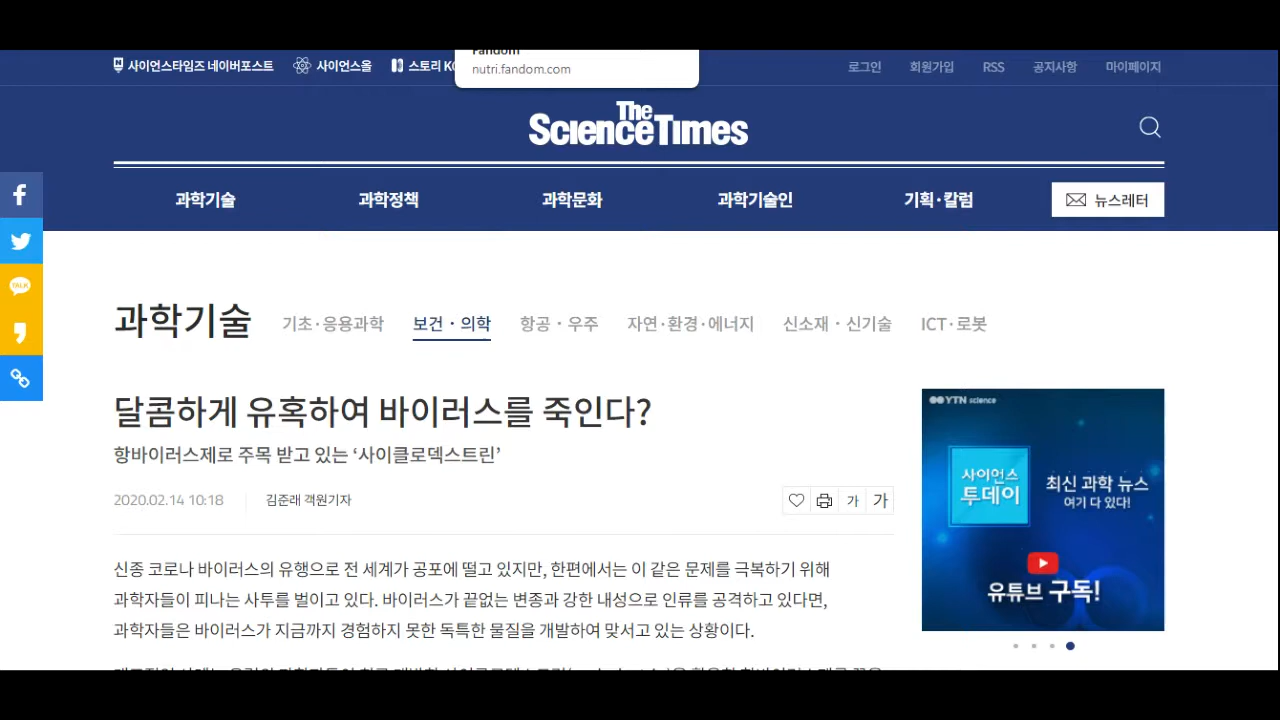 사이언스타임즈 네이버포스트 사이언스올 스토리 KO
Fandom
nutri.fandom.com
로그인 회원가입 RSS 공지사항 마이페이지
The
ScienceTimes
과학기술 과학정책 과학문화 과학기술인 기획·칼럼 뉴스레터
과학기술 기초·응용과학 보건·의학 항공·우주 자연·환경·에너지 신소재·신기술 ICT·로봇
달콤하게 유혹하여 바이러스를 죽인다?
항바이러스제로 주목 받고 있는 ‘사이클로덱스트린’
2020.02.14 10:18 김준래 객원기자
가 가
신종 코로나 바이러스의 유행으로 전 세계가 공포에 떨고 있지만, 한편에서는 이 같은 문제를 극복하기 위해
과학자들이 피나는 사투를 벌이고 있다. 바이러스가 끝없는 변종과 강한 내성으로 인류를 공격하고 있다면,
과학자들은 바이러스가 지금까지 경험하지 못한 독특한 물질을 개발하여 맞서고 있는 상황이다.
YTN science
사이언스
투데이
최신 과학 뉴스
여기 다 있다!
유튜브 구독!
TALK